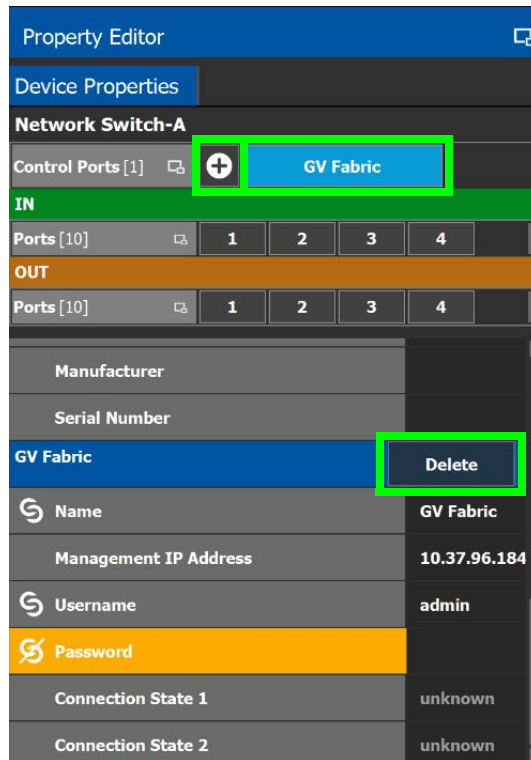 Property Editor
Device Properties
Network Switch-A
Control Ports [1] GV Fabric
IN
Ports [10] 1 2 3 4
OUT
Ports [10] 1 2 3 4
Manufacturer
Serial Number
GV Fabric Delete
Name GV Fabric
Management IP Address 10.37.96.184
Username admin
Password
Connection State 1 unknown
Connection State 2 unknown